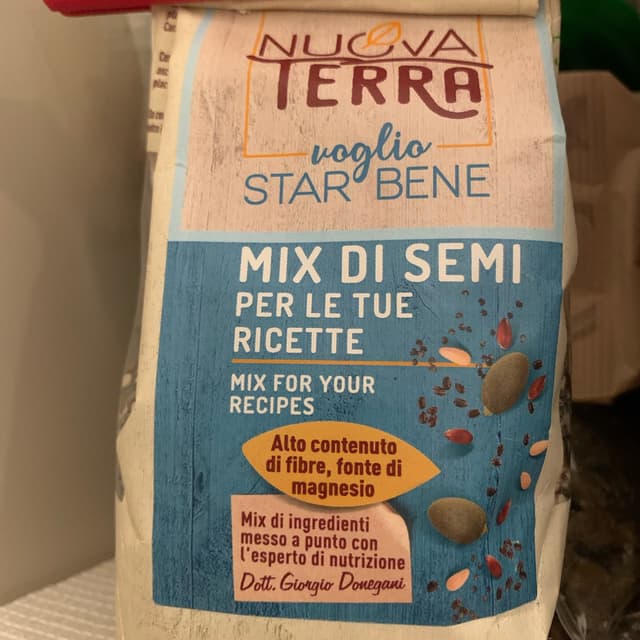 NUOVA
TERRA
voglio
STAR BENE
MIX DI SEMI
PER LE TUE
RICETTE
MIX FOR YOUR
RECIPES
Alto contenuto
di fibre, fonte di
magnesio
Mix di ingredienti
messo a punto con
l'esperto di nutrizione
Dott. Giorgio Donegani